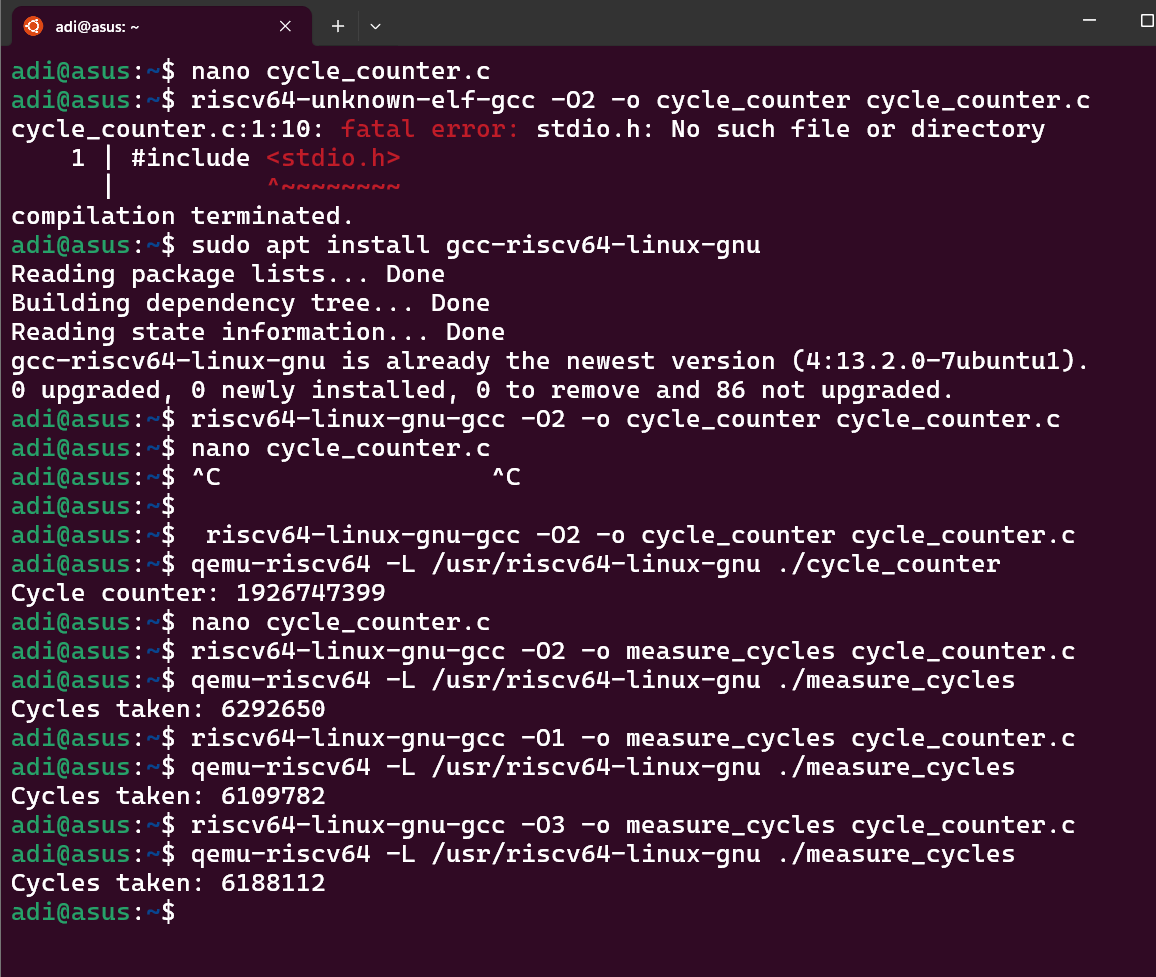 adi@asus: ~
adi@asus:~$ nano cycle_counter.c
adi@asus:~$ riscv64-unknown-elf-gcc -O2 -o cycle_counter cycle_counter.c
cycle_counter.c:1:10: fatal error: stdio.h: No such file or directory
    1 | #include <stdio.h>
      |          ^~~~~~~~~
compilation terminated.
adi@asus:~$ sudo apt install gcc-riscv64-linux-gnu
Reading package lists... Done
Building dependency tree... Done
Reading state information... Done
gcc-riscv64-linux-gnu is already the newest version (4:13.2.0-7ubuntu1).
0 upgraded, 0 newly installed, 0 to remove and 86 not upgraded.
adi@asus:~$ riscv64-linux-gnu-gcc -O2 -o cycle_counter cycle_counter.c
adi@asus:~$ nano cycle_counter.c
adi@asus:~$ ^C                  ^C
adi@asus:~$
adi@asus:~$  riscv64-linux-gnu-gcc -O2 -o cycle_counter cycle_counter.c
adi@asus:~$ qemu-riscv64 -L /usr/riscv64-linux-gnu ./cycle_counter
Cycle counter: 1926747399
adi@asus:~$ nano cycle_counter.c
adi@asus:~$ riscv64-linux-gnu-gcc -O2 -o measure_cycles cycle_counter.c
adi@asus:~$ qemu-riscv64 -L /usr/riscv64-linux-gnu ./measure_cycles
Cycles taken: 6292650
adi@asus:~$ riscv64-linux-gnu-gcc -O1 -o measure_cycles cycle_counter.c
adi@asus:~$ qemu-riscv64 -L /usr/riscv64-linux-gnu ./measure_cycles
Cycles taken: 6109782
adi@asus:~$ riscv64-linux-gnu-gcc -O3 -o measure_cycles cycle_counter.c
adi@asus:~$ qemu-riscv64 -L /usr/riscv64-linux-gnu ./measure_cycles
Cycles taken: 6188112
adi@asus:~$